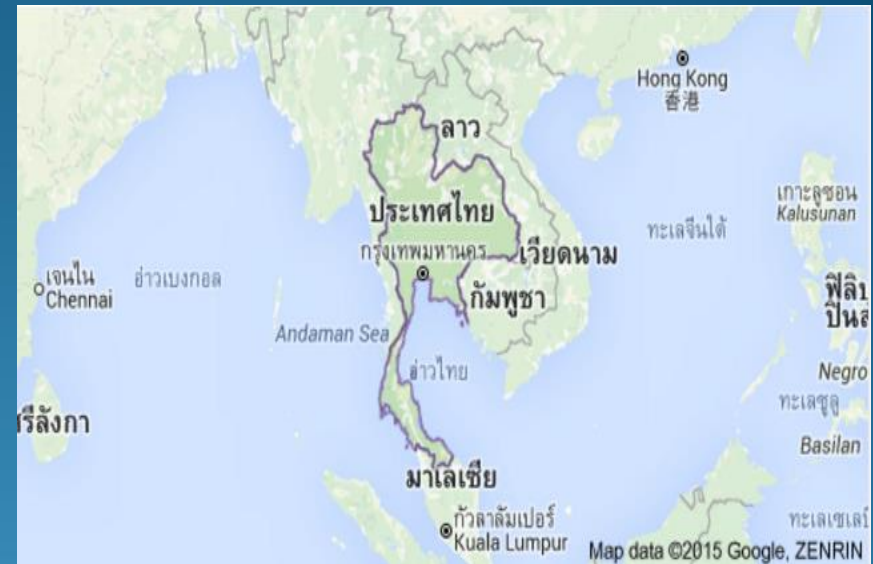 Hong Kong
香港
ลาว
เกาะลูซอน
Kalusunan
ประเทศไทย
ทะเลจีนใต้
กรุงเทพมหานคร
เวียดนาม
เจนไน
Chennai
อ่าวเบงกอล
กัมพูชา
ฟิลิป
ปินส
Andaman Sea
อ่าวไทย
Negro
ทะเลซูลู
รีลังกา
Basilan
มาเลเซีย
กัวลาลัมเปอร์
Kuala Lumpur
ทะเลเซเลบ
Map data ©2015 Google, ZENRIN